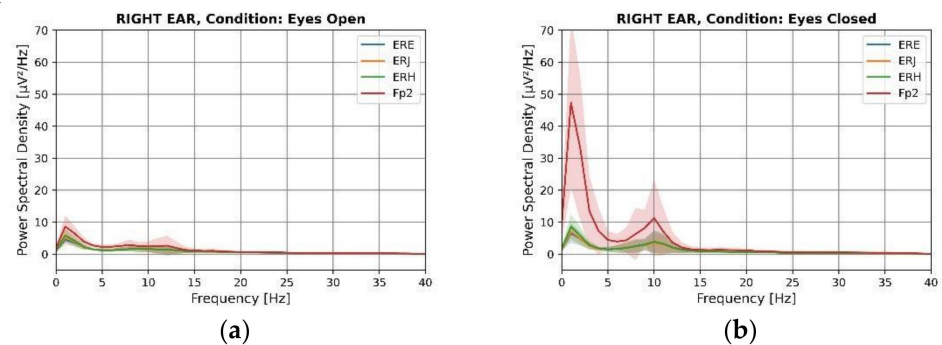 RIGHT EAR, Condition: Eyes Open
70
60
50
40
30
20
10
0
Power Spectral Density [µV²/Hz]
ERE
ERJ
ERH
Fp2
0 5 10 15 20 25 30 35 40
Frequency [Hz]
(a)
RIGHT EAR, Condition: Eyes Closed
70
60
50
40
30
20
10
0
Power Spectral Density [µV²/Hz]
ERE
ERJ
ERH
Fp2
0 5 10 15 20 25 30 35 40
Frequency [Hz]
(b)